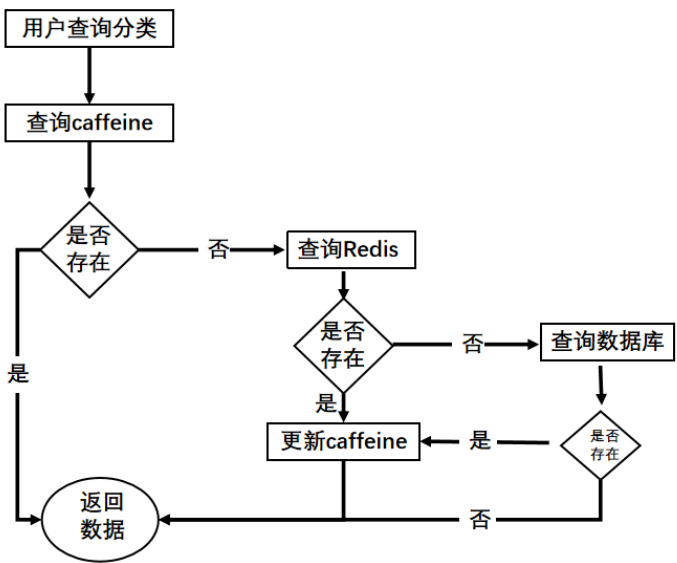 用户查询分类
查询caffeine
是否
存在
否
查询Redis
是否
存在
否
查询数据库
是
是
更新caffeine
是
是否
存在
返回
数据
否